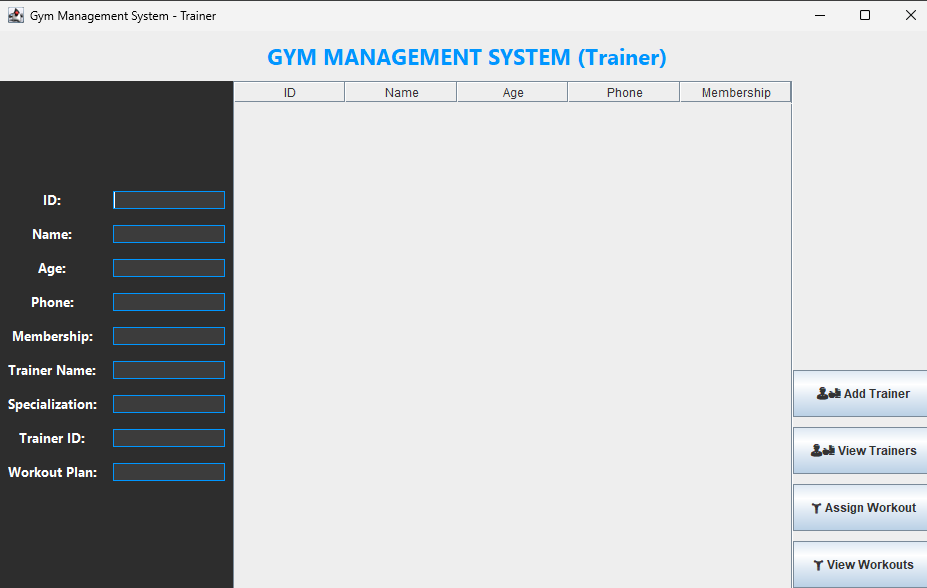 Gym Management System - Trainer
GYM MANAGEMENT SYSTEM (Trainer)
ID Name Age Phone Membership
ID:
Name:
Age:
Phone:
Membership:
Trainer Name:
Specialization:
Trainer ID:
Workout Plan:
Add Trainer
View Trainers
Assign Workout
View Workouts